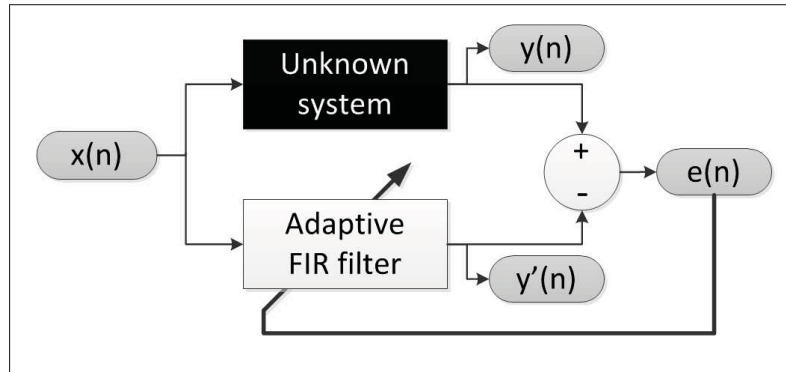 Unknown
system
y(n)
x(n)
+
-
e(n)
Adaptive
FIR filter
y’(n)